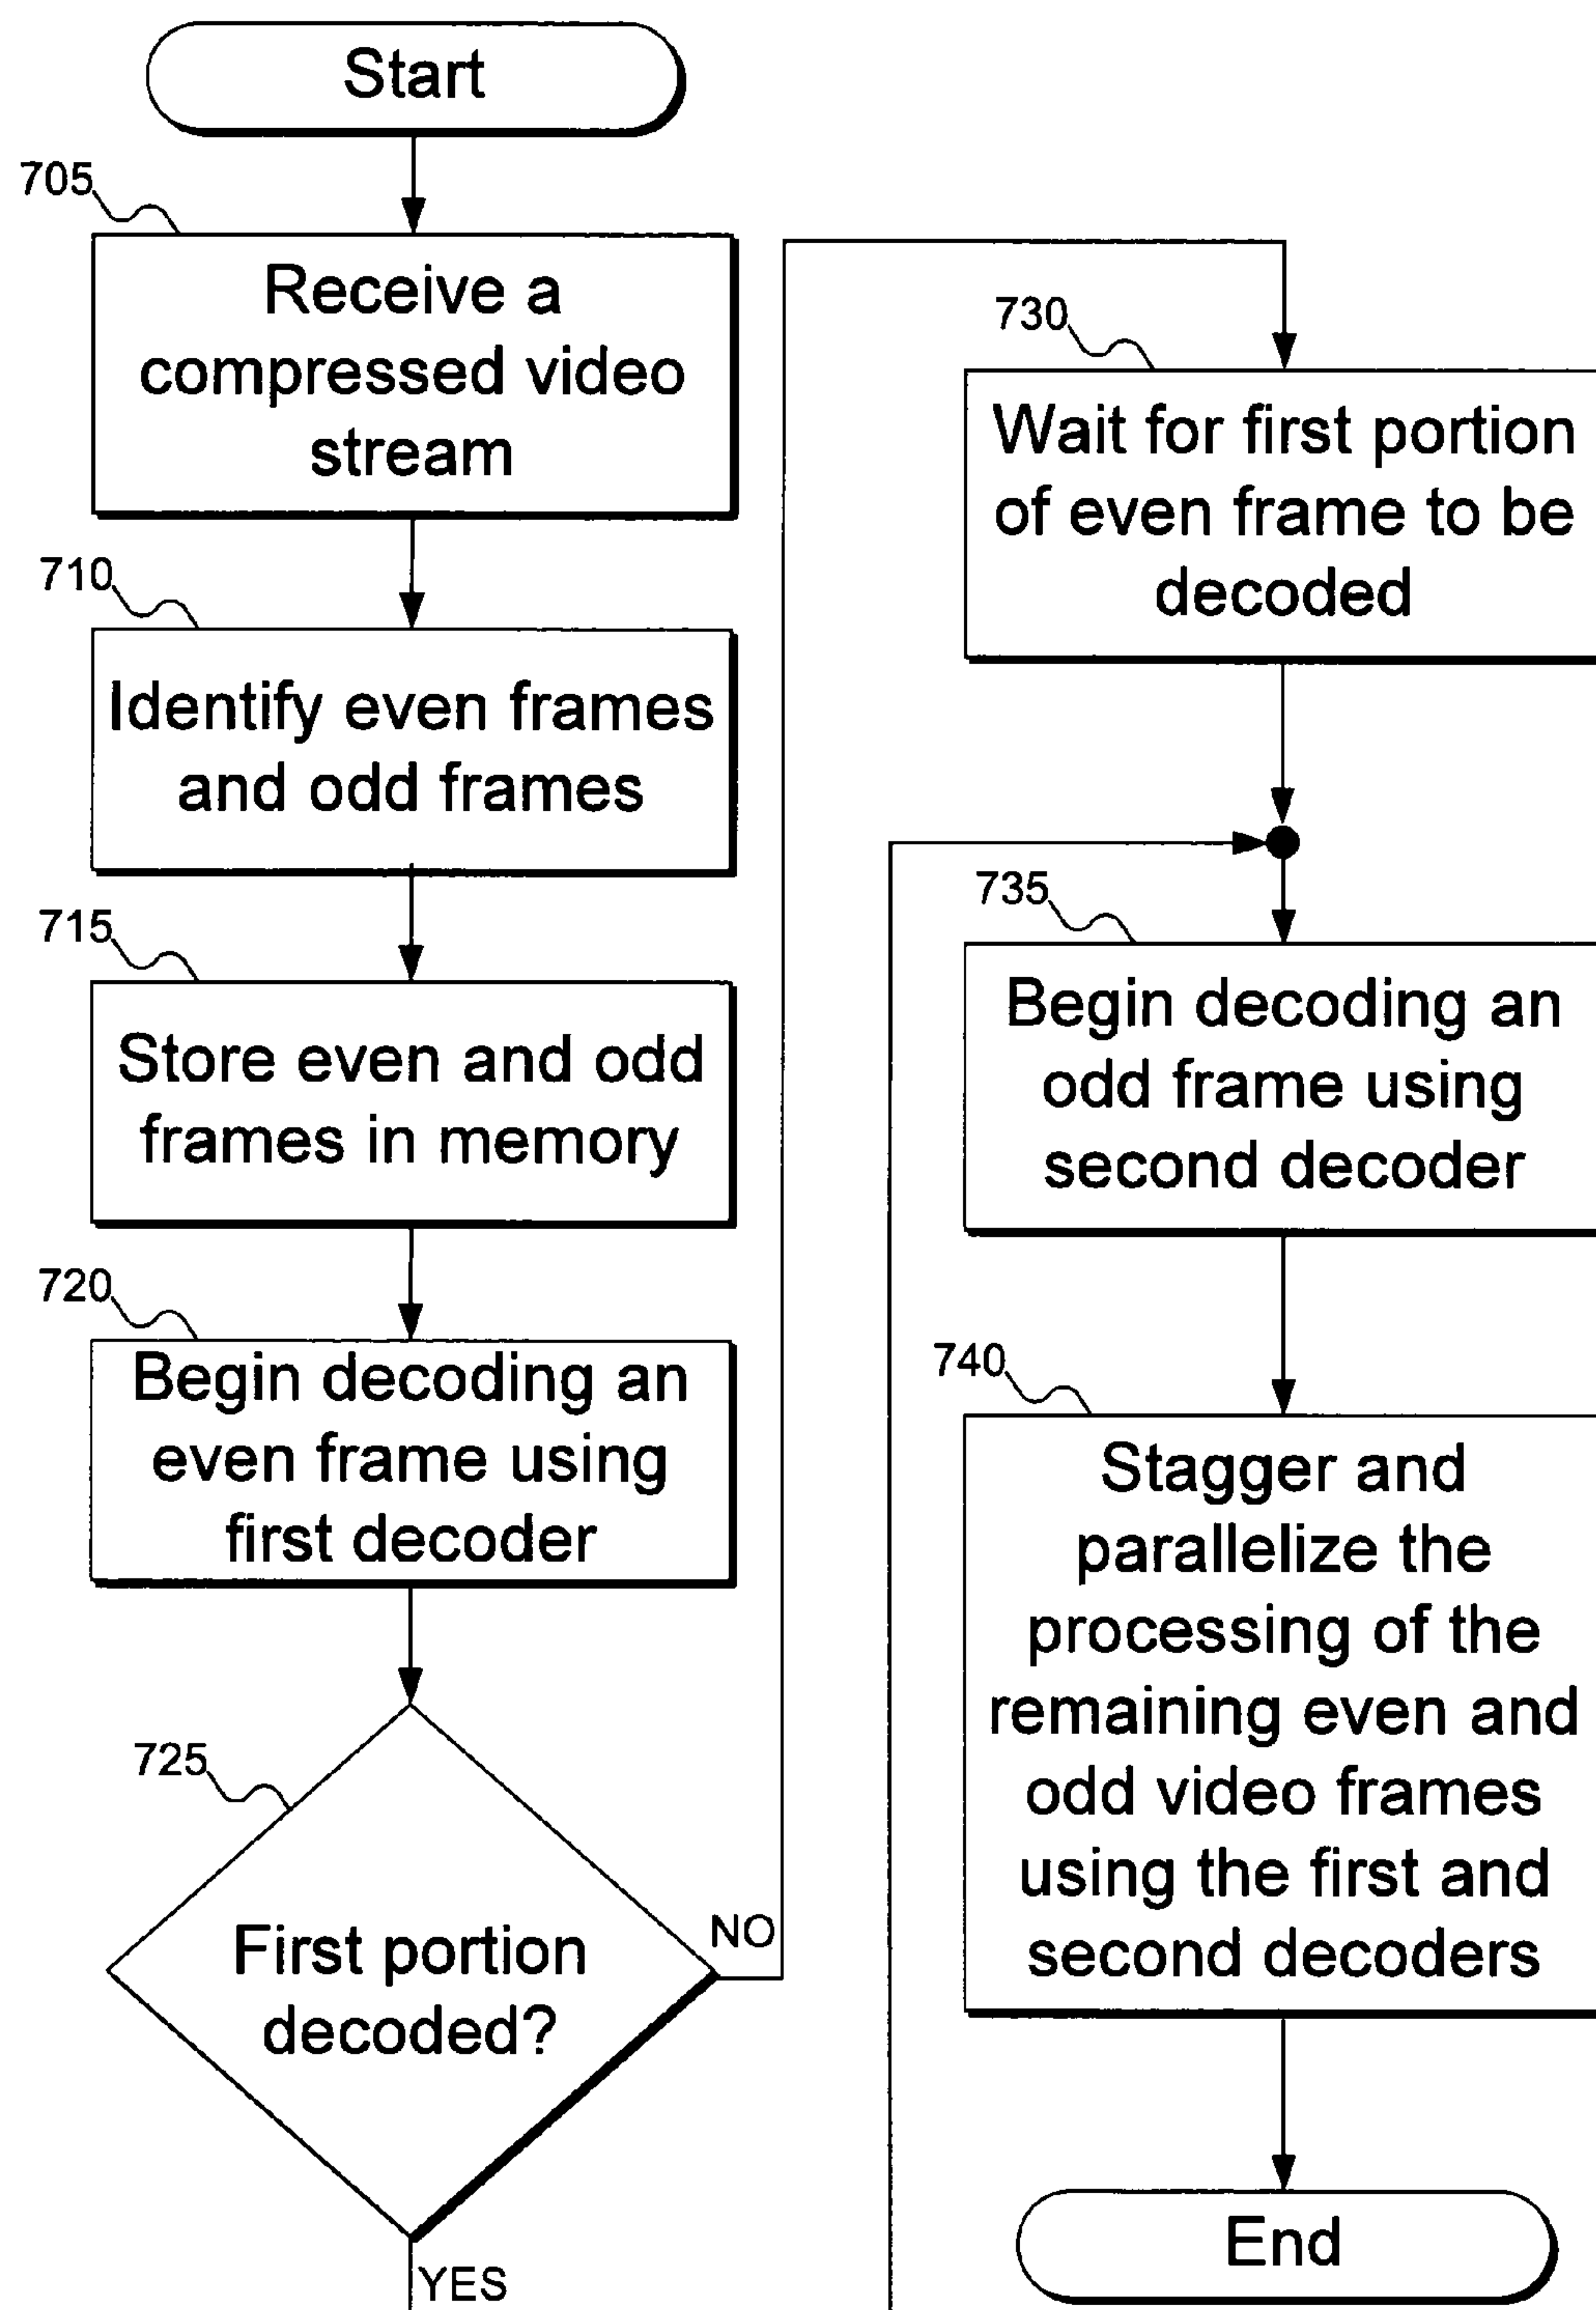 Start
705
Receive a
compressed video
stream
710
Identify even frames
and odd frames
715
Store even and odd
frames in memory
720
Begin decoding an
even frame using
first decoder
725
First portion
decoded?
NO
YES
730
Wait for first portion
of even frame to be
decoded
735
Begin decoding an
odd frame using
second decoder
740
Stagger and
parallelize the
processing of the
remaining even and
odd video frames
using the first and
second decoders
End